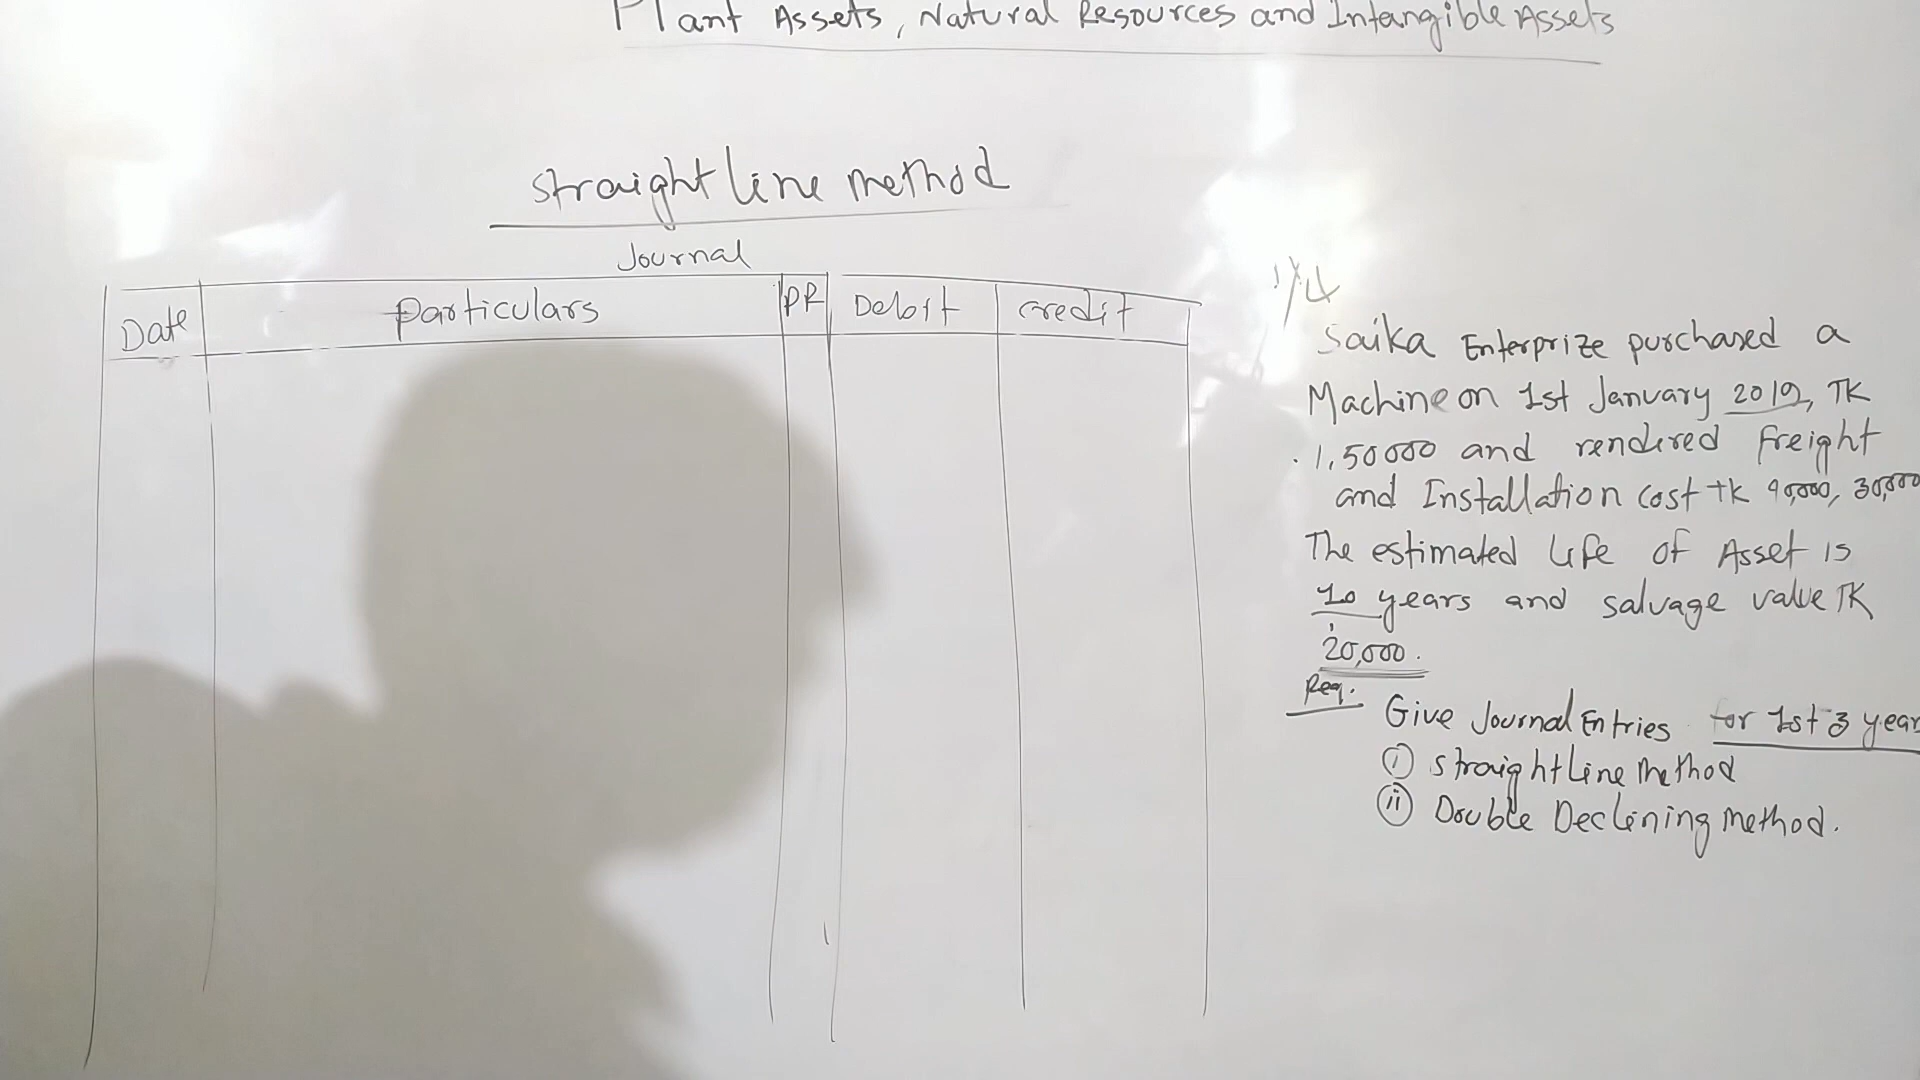 Plant Assets, Natural Resources and Intangible Assets
straight line method
Journal
Date particulars PR Debit credit
Saika Enterprize purchased a
Machine on 1st January 2019, TK
1,50000 and rendered Freight
and Installation cost tk 90,000, 30,000
The estimated life of Asset is
10 years and salvage value TK
20,000.
Req.
Give Journal Entries for 1st 3 year
i straight line method
ii Double Declining method.